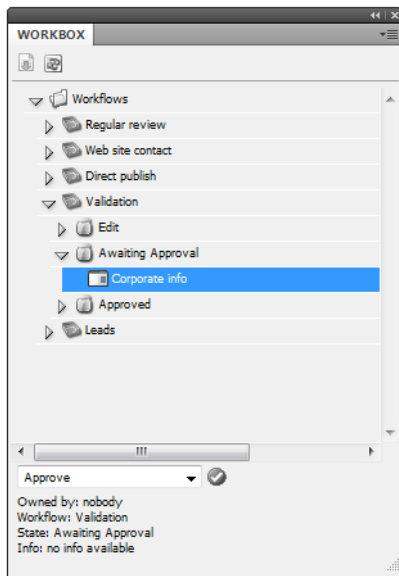 WORKBOX
Workflows
Regular review
Web site contact
Direct publish
Validation
Edit
Awaiting Approval
Corporate info
Approved
Leads
Approve
Owned by: nobody
Workflow: Validation
State: Awaiting Approval
Info: no info available